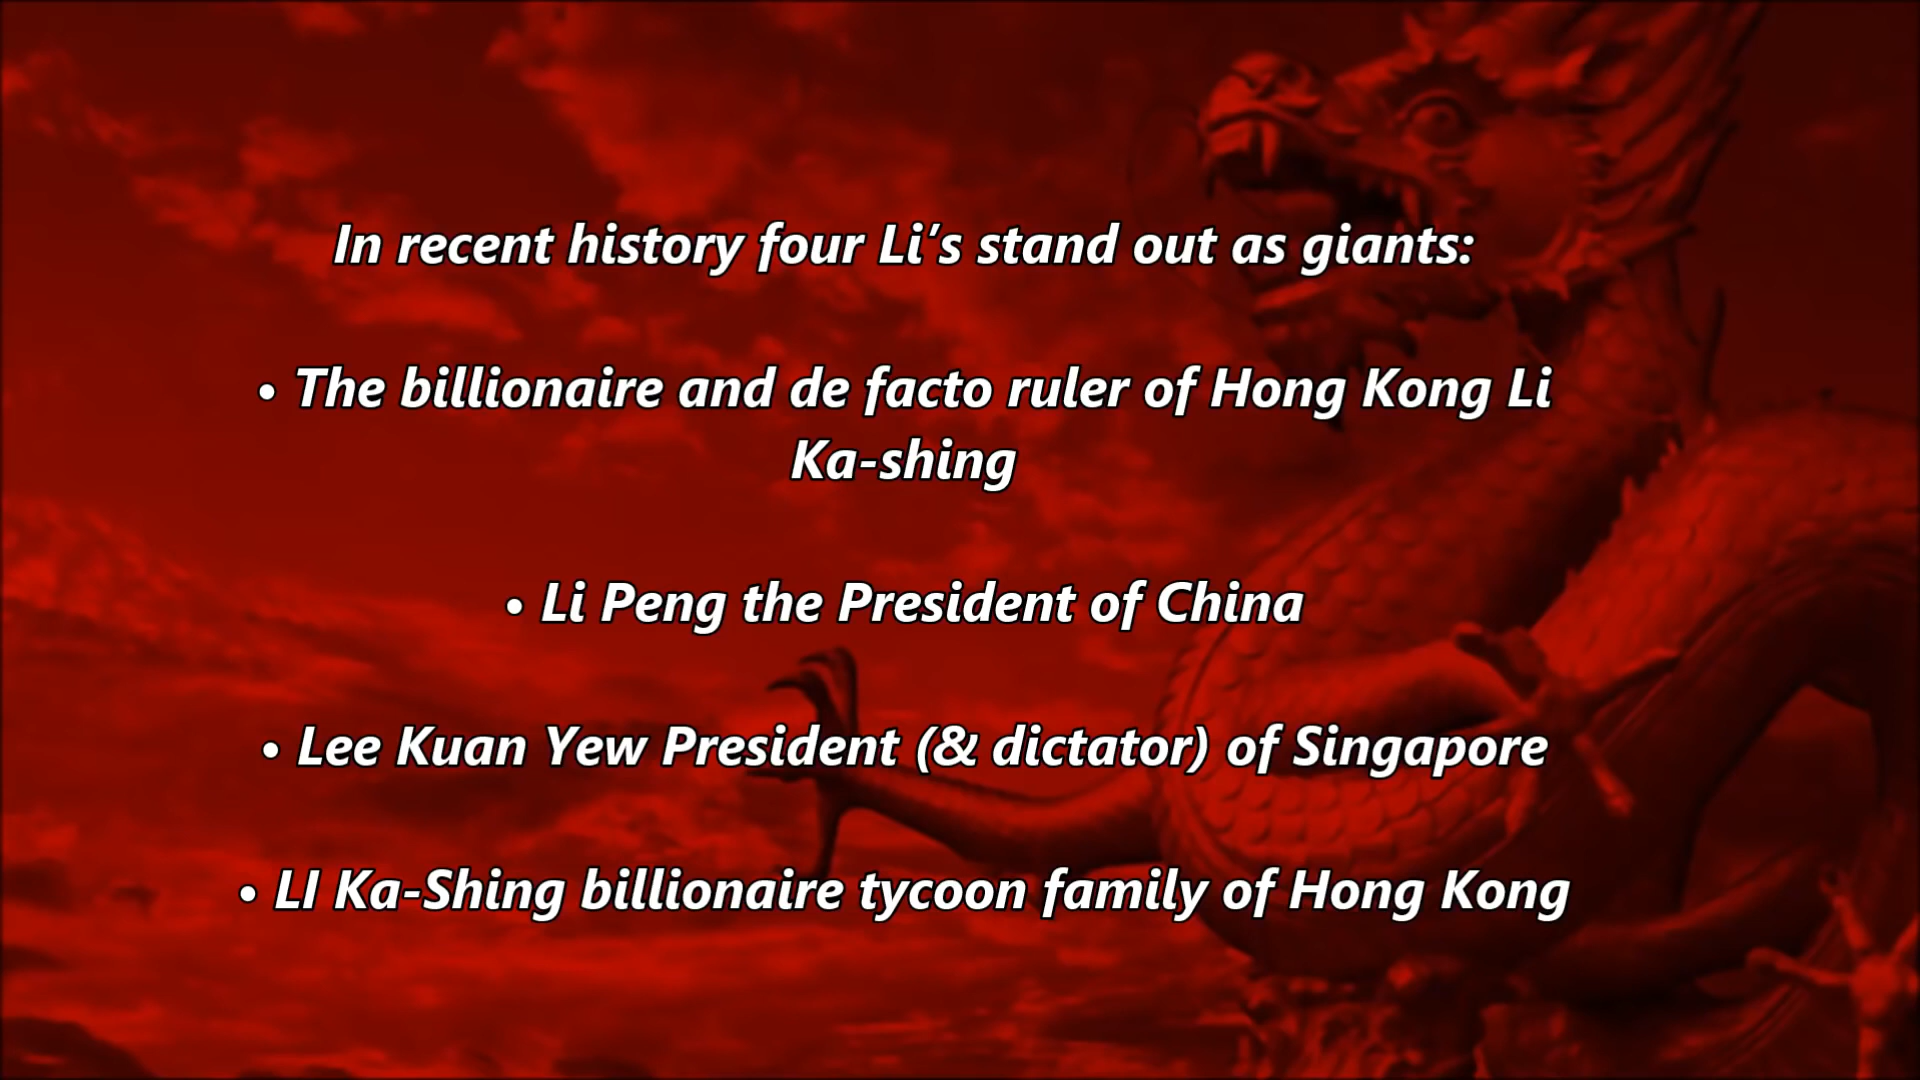 In recent history four Li’s stand out as giants:
• The billionaire and de facto ruler of Hong Kong Li
Ka-shing
• Li Peng the President of China
• Lee Kuan Yew President (& dictator) of Singapore
• LI Ka-Shing billionaire tycoon family of Hong Kong